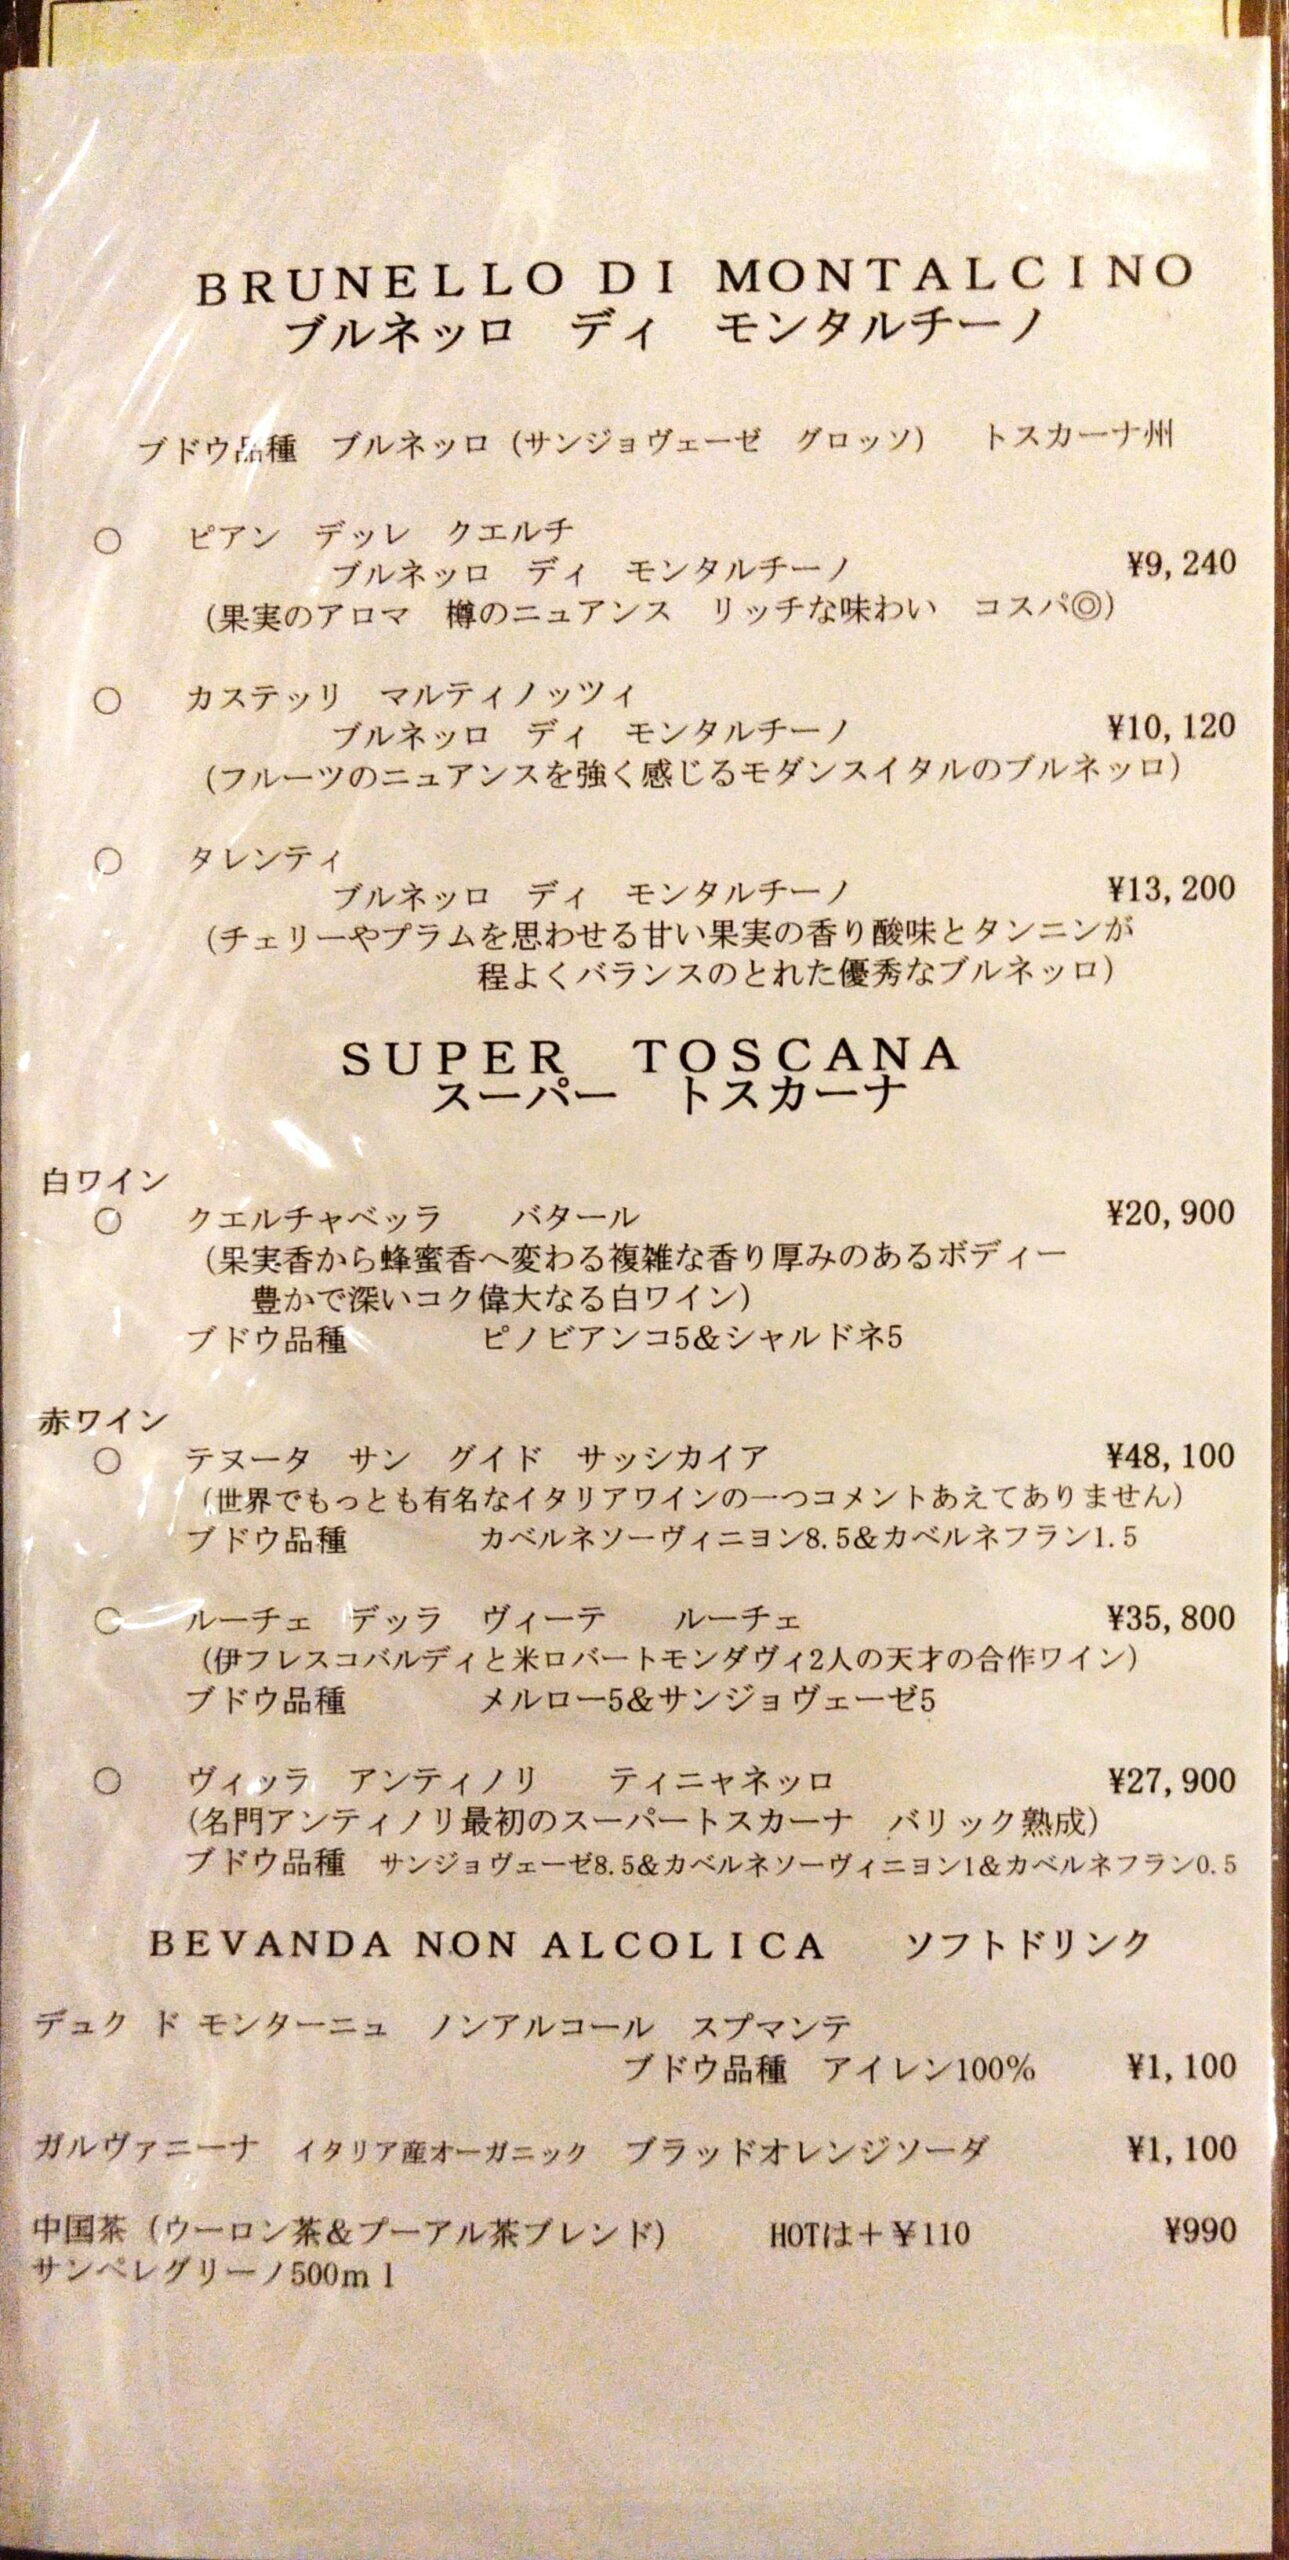 BRUNELLO DI MONTALCINO
ブルネッロ　ディ　モンタルチーノ
ブドウ品種　ブルネッロ（サンジョヴェーゼ　グロッソ）　トスカーナ州
○　ピアン　デッレ　クエルチ
ブルネッロ　ディ　モンタルチーノ　¥9,240
（果実のアロマ　樽のニュアンス　リッチな味わい　コスパ◎）
○　カステッリ　マルティノッツィ
ブルネッロ　ディ　モンタルチーノ　¥10,120
（フルーツのニュアンスを強く感じるモダンスイタルのブルネッロ）
○　タレンティ
ブルネッロ　ディ　モンタルチーノ　¥13,200
（チェリーやプラムを思わせる甘い果実の香り酸味とタンニンが
程よくバランスのとれた優秀なブルネッロ）
SUPER　TOSCANA
スーパー　トスカーナ
白ワイン
○　クエルチャベッラ　バタール　¥20,900
（果実香から蜂蜜香へ変わる複雑な香り厚みのあるボディー
豊かで深いコク偉大なる白ワイン）
ブドウ品種　ピノビアンコ5＆シャルドネ5
赤ワイン
○　テヌータ　サン　グイド　サッシカイア　¥48,100
（世界でもっとも有名なイタリアワインの一つコメントあえてありません）
ブドウ品種　カベルネソーヴィニヨン8.5＆カベルネフラン1.5
○　ルーチェ　デッラ　ヴィーテ　ルーチェ　¥35,800
（伊フレスコバルディと米ロバートモンダヴィ2人の天才の合作ワイン）
ブドウ品種　メルロー5＆サンジョヴェーゼ5
○　ヴィッラ　アンティノリ　ティニャネッロ　¥27,900
（名門アンティノリ最初のスーパートスカーナ　バリック熟成）
ブドウ品種　サンジョヴェーゼ8.5＆カベルネソーヴィニヨン1＆カベルネフラン0.5
BEVANDA NON ALCOLICA　ソフトドリンク
デュク ド モンターニュ　ノンアルコール　スプマンテ
ブドウ品種　アイレン100％　¥1,100
ガルヴァニーナ　イタリア産オーガニック　ブラッドオレンジソーダ　¥1,100
中国茶（ウーロン茶＆プーアル茶ブレンド）　HOTは＋￥110　¥990
サンペレグリーノ500ｍｌ